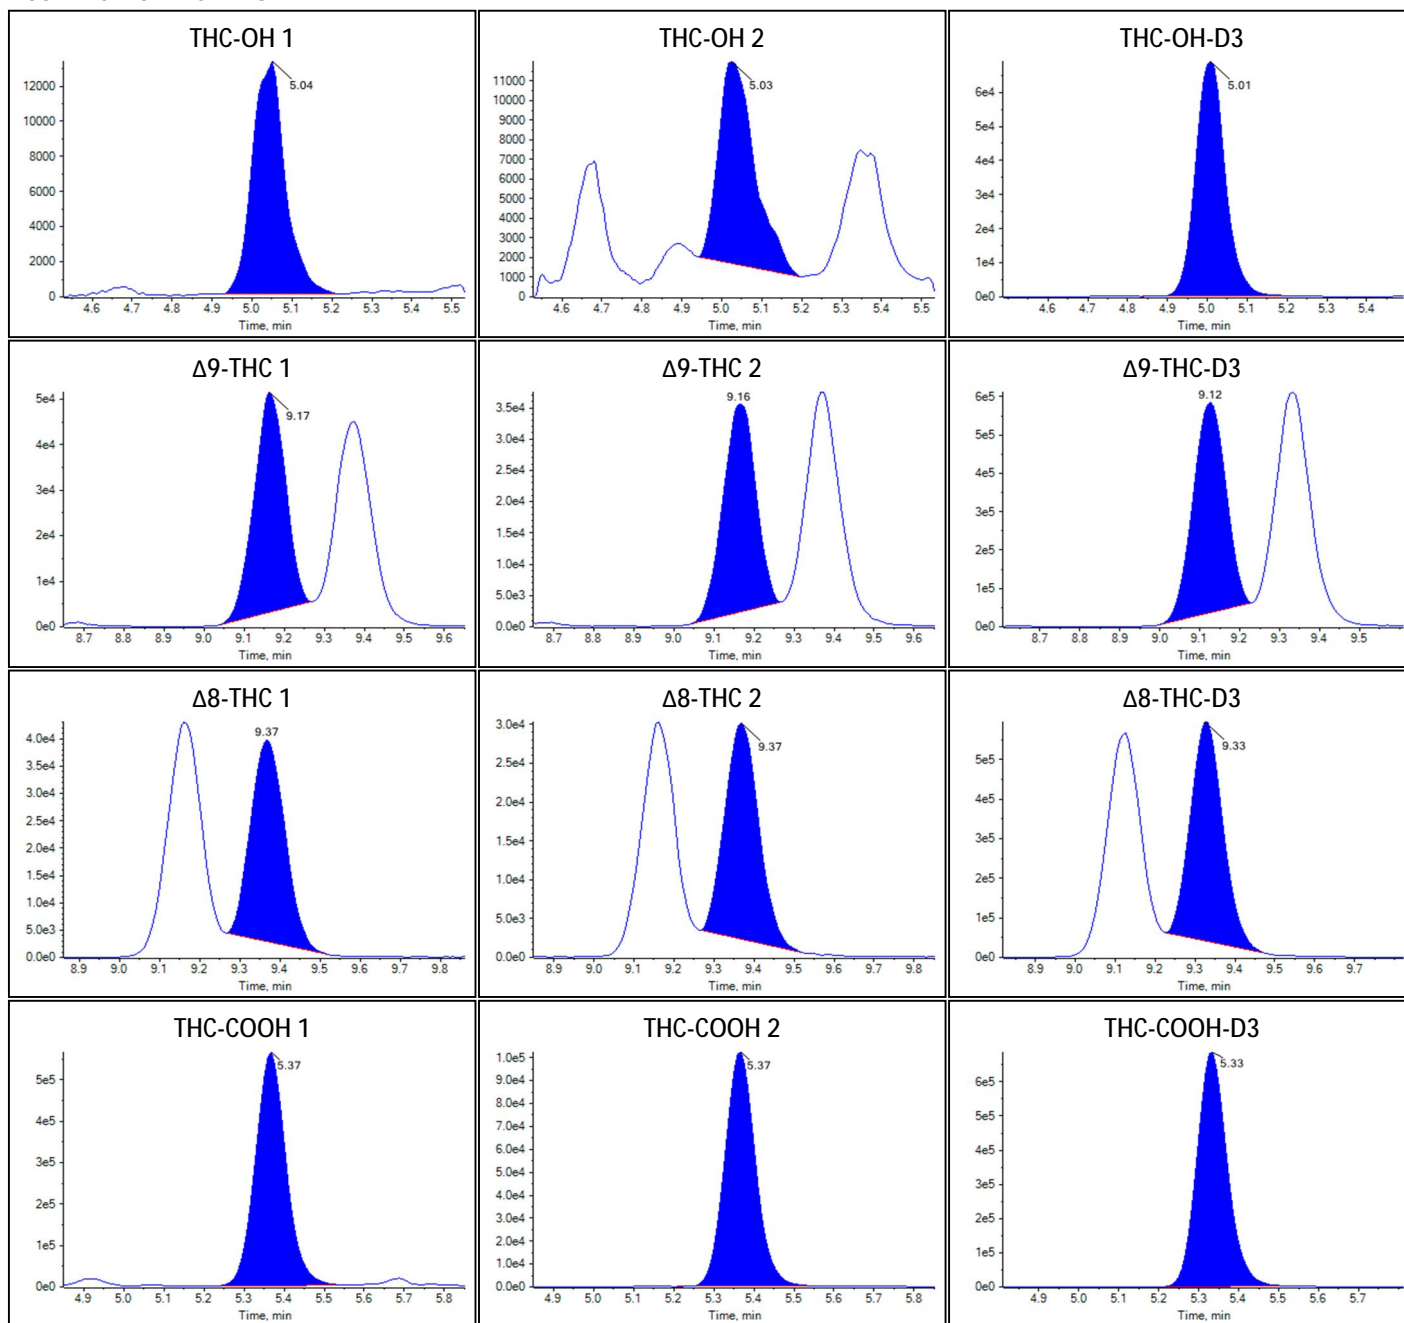 THC-OH 1
12000
10000
8000
6000
4000
2000
0
5.04
4.6 4.7 4.8 4.9 5.0 5.1 5.2 5.3 5.4 5.5
Time, min
THC-OH 2
11000
10000
9000
8000
7000
6000
5000
4000
3000
2000
1000
0
5.03
4.6 4.7 4.8 4.9 5.0 5.1 5.2 5.3 5.4 5.5
Time, min
THC-OH-D3
6e4
5e4
4e4
3e4
2e4
1e4
0e0
5.01
4.6 4.7 4.8 4.9 5.0 5.1 5.2 5.3 5.4
Time, min
Δ9-THC 1
5e4
4e4
3e4
2e4
1e4
0e0
9.17
8.7 8.8 8.9 9.0 9.1 9.2 9.3 9.4 9.5 9.6
Time, min
Δ9-THC 2
3.5e4
3.0e4
2.5e4
2.0e4
1.5e4
1.0e4
5.0e3
0.0e0
9.16
8.7 8.8 8.9 9.0 9.1 9.2 9.3 9.4 9.5 9.6
Time, min
Δ9-THC-D3
6e5
5e5
4e5
3e5
2e5
1e5
0e0
9.12
8.7 8.8 8.9 9.0 9.1 9.2 9.3 9.4 9.5
Time, min
Δ8-THC 1
4.0e4
3.5e4
3.0e4
2.5e4
2.0e4
1.5e4
1.0e4
5.0e3
0.0e0
9.37
8.9 9.0 9.1 9.2 9.3 9.4 9.5 9.6 9.7 9.8
Time, min
Δ8-THC 2
3.0e4
2.5e4
2.0e4
1.5e4
1.0e4
5.0e3
0.0e0
9.37
8.9 9.0 9.1 9.2 9.3 9.4 9.5 9.6 9.7 9.8
Time, min
Δ8-THC-D3
5e5
4e5
3e5
2e5
1e5
0e0
9.33
8.9 9.0 9.1 9.2 9.3 9.4 9.5 9.6 9.7
Time, min
THC-COOH 1
5e5
4e5
3e5
2e5
1e5
0e0
5.37
4.9 5.0 5.1 5.2 5.3 5.4 5.5 5.6 5.7 5.8
Time, min
THC-COOH 2
1.0e5
9.0e4
8.0e4
7.0e4
6.0e4
5.0e4
4.0e4
3.0e4
2.0e4
1.0e4
0.0e0
5.37
4.9 5.0 5.1 5.2 5.3 5.4 5.5 5.6 5.7 5.8
Time, min
THC-COOH-D3
6e5
5e5
4e5
3e5
2e5
1e5
0e0
5.33
4.9 5.0 5.1 5.2 5.3 5.4 5.5 5.6 5.7
Time, min